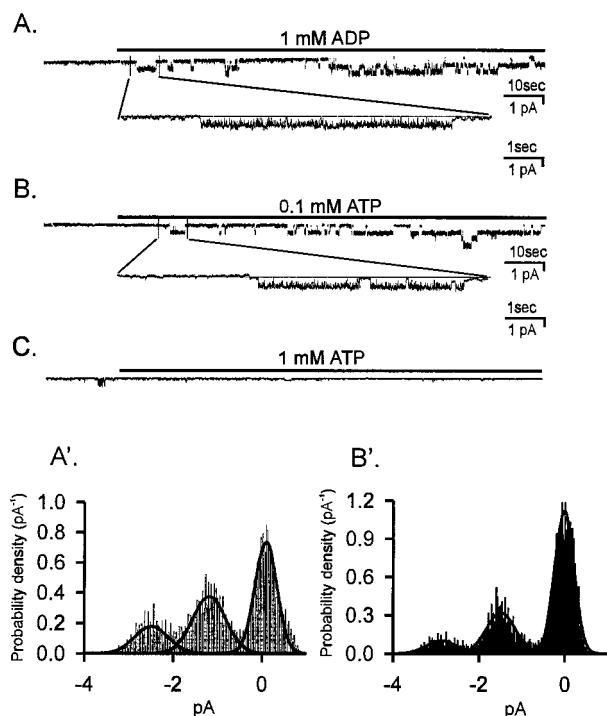 A.
1 mM ADP
10sec
1 pA
1sec
1 pA
B.
0.1 mM ATP
10sec
1 pA
1sec
1 pA
C.
1 mM ATP
A'.
Probability density (pA⁻¹)
1.0
0.8
0.6
0.4
0.2
0.0
-4
-2
0
pA
B'.
Probability density (pA⁻¹)
1.2
0.9
0.6
0.3
0.0
-4
-2
0
pA